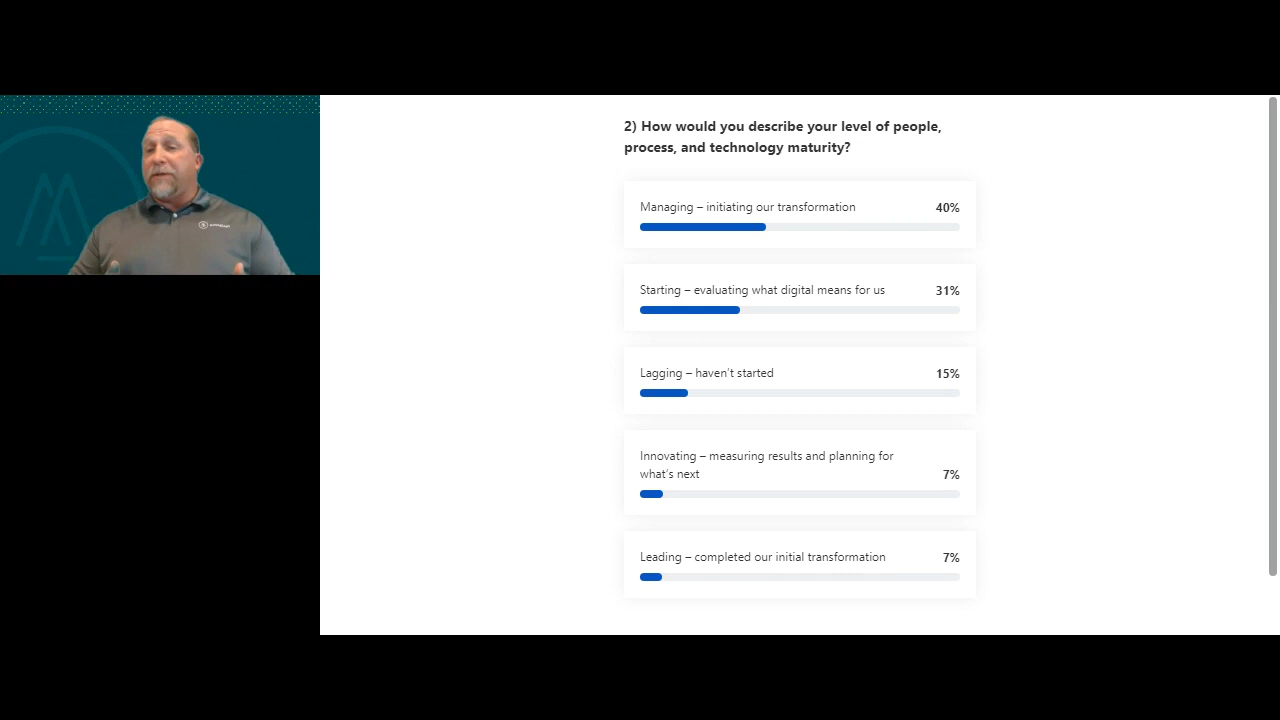 2) How would you describe your level of people,
process, and technology maturity?
Managing – initiating our transformation
40%
Starting – evaluating what digital means for us
31%
Lagging – haven’t started
15%
Innovating – measuring results and planning for
what’s next
7%
Leading – completed our initial transformation
7%